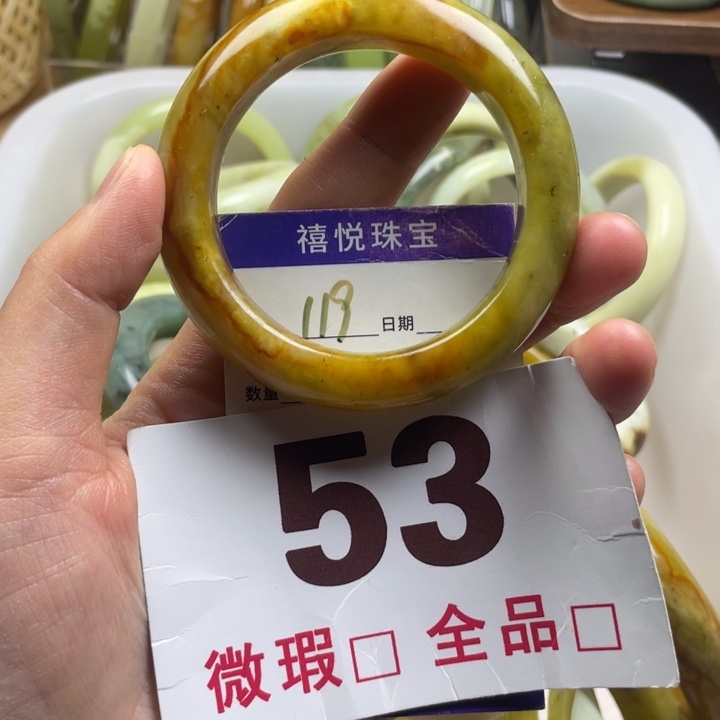 禧悦珠宝
119 日期
数量
53
微瑕□ 全品□